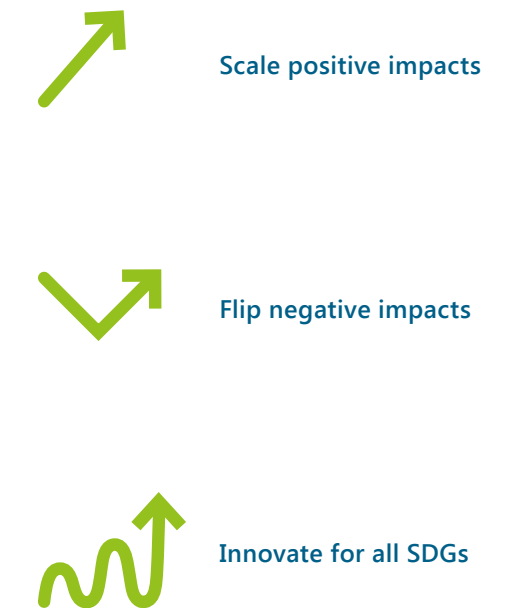 Scale positive impacts
Flip negative impacts
Innovate for all SDGs